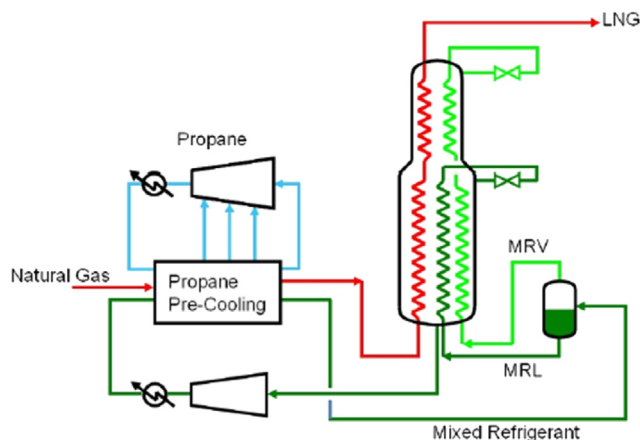 LNG
Propane
Natural Gas
Propane
Pre-Cooling
MRV
MRL
Mixed Refrigerant